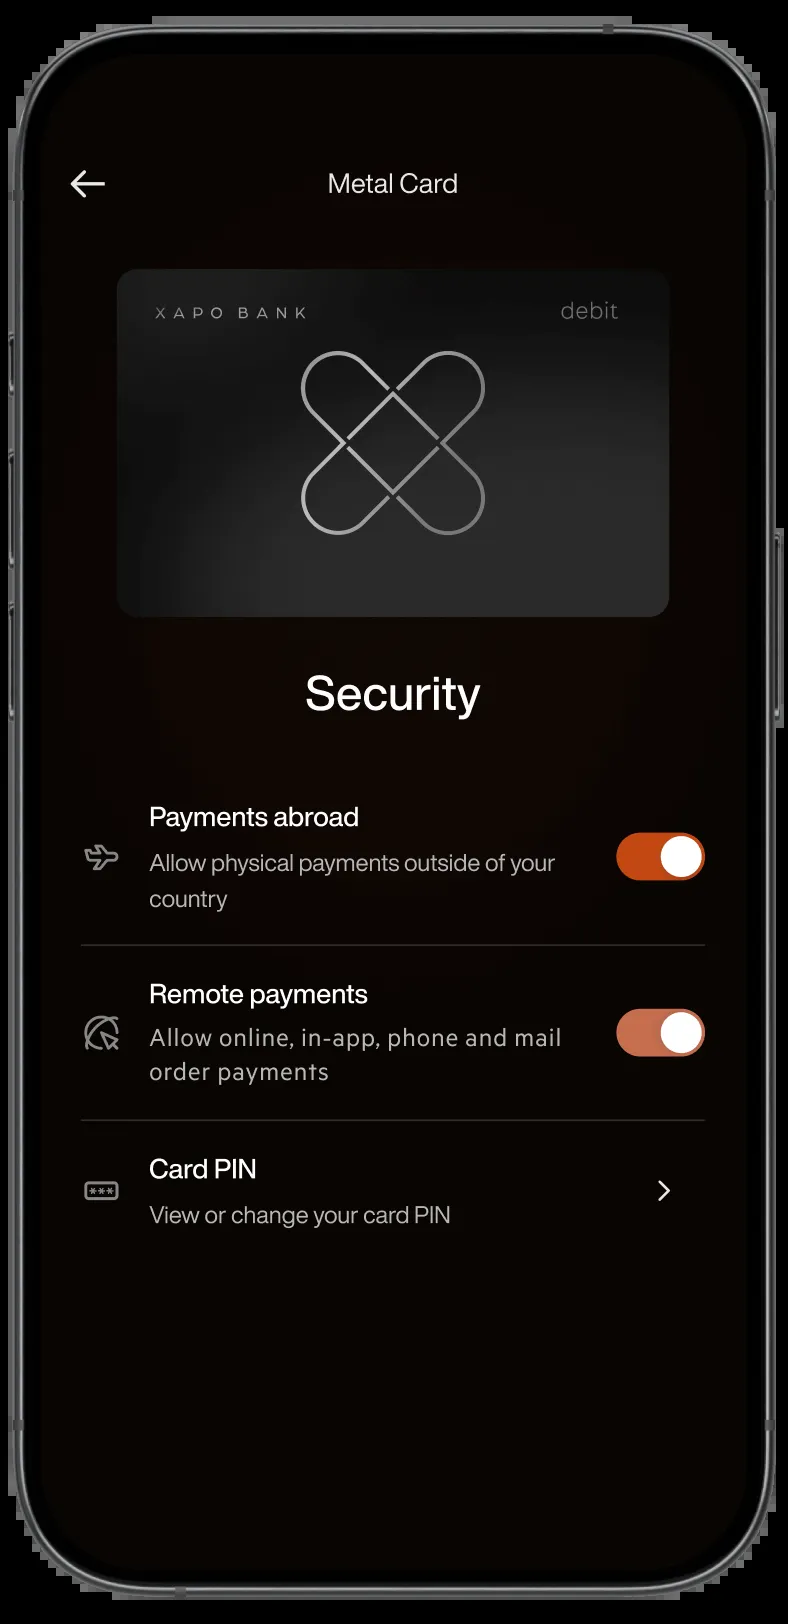 Metal Card
XAPO BANK
debit
Security
Payments abroad
Allow physical payments outside of your
country
Remote payments
Allow online, in-app, phone and mail
order payments
***
Card PIN
View or change your card PIN